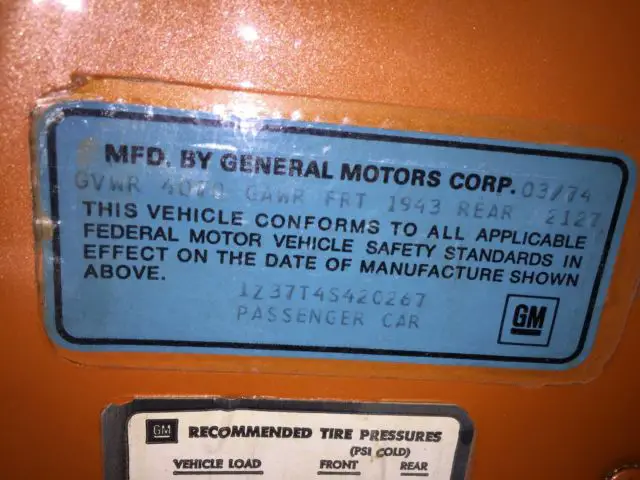 MFD. BY GENERAL MOTORS CORP. 03/74
GVWR 4070 GAWR FRT 1943 REAR 2127
THIS VEHICLE CONFORMS TO ALL APPLICABLE
FEDERAL MOTOR VEHICLE SAFETY STANDARDS IN
EFFECT ON THE DATE OF MANUFACTURE SHOWN
ABOVE.
1Z37T4S420267
PASSENGER CAR
GM
GM RECOMMENDED TIRE PRESSURES
(PSI COLD)
VEHICLE LOAD FRONT REAR